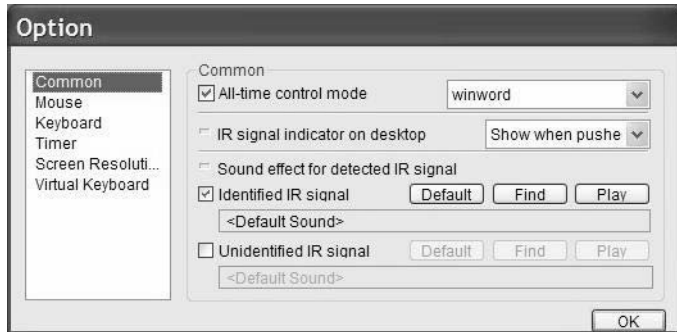 Option
Common
Mouse
Keyboard
Timer
Screen Resoluti...
Virtual Keyboard
Common
All-time control mode winword
IR signal indicator on desktop Show when pushe
Sound effect for detected IR signal
Identified IR signal Default Find Play
<Default Sound>
Unidentified IR signal Default Find Play
<Default Sound>
OK